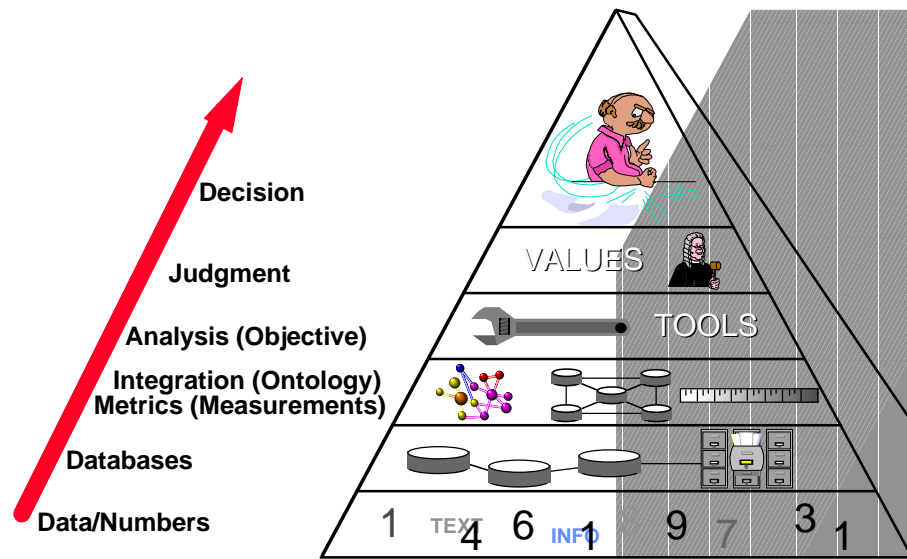 Decision
VALUES
Judgment
TOOLS
Analysis (Objective)
Integration (Ontology)
Metrics (Measurements)
Databases
Data/Numbers
1 TEXT 4 6 INFO 1 8 9 7 3 1